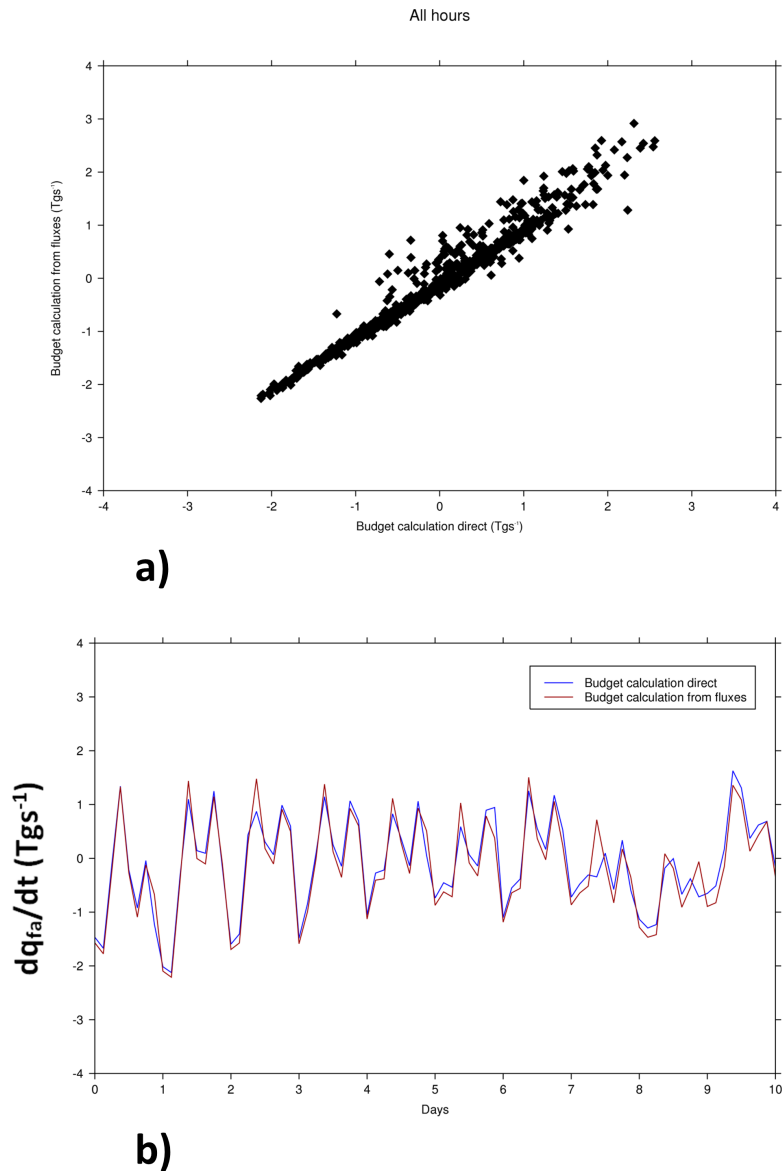 All hours
4
3
2
1
0
-1
-2
-3
-4
Budget calculation from fluxes (Tgs⁻¹)
-4 -3 -2 -1 0 1 2 3 4
Budget calculation direct (Tgs⁻¹)
a)
4
3
2
1
0
-1
-2
-3
-4
dq_fa/dt (Tgs⁻¹)
Budget calculation direct
Budget calculation from fluxes
0 1 2 3 4 5 6 7 8 9 10
Days
b)